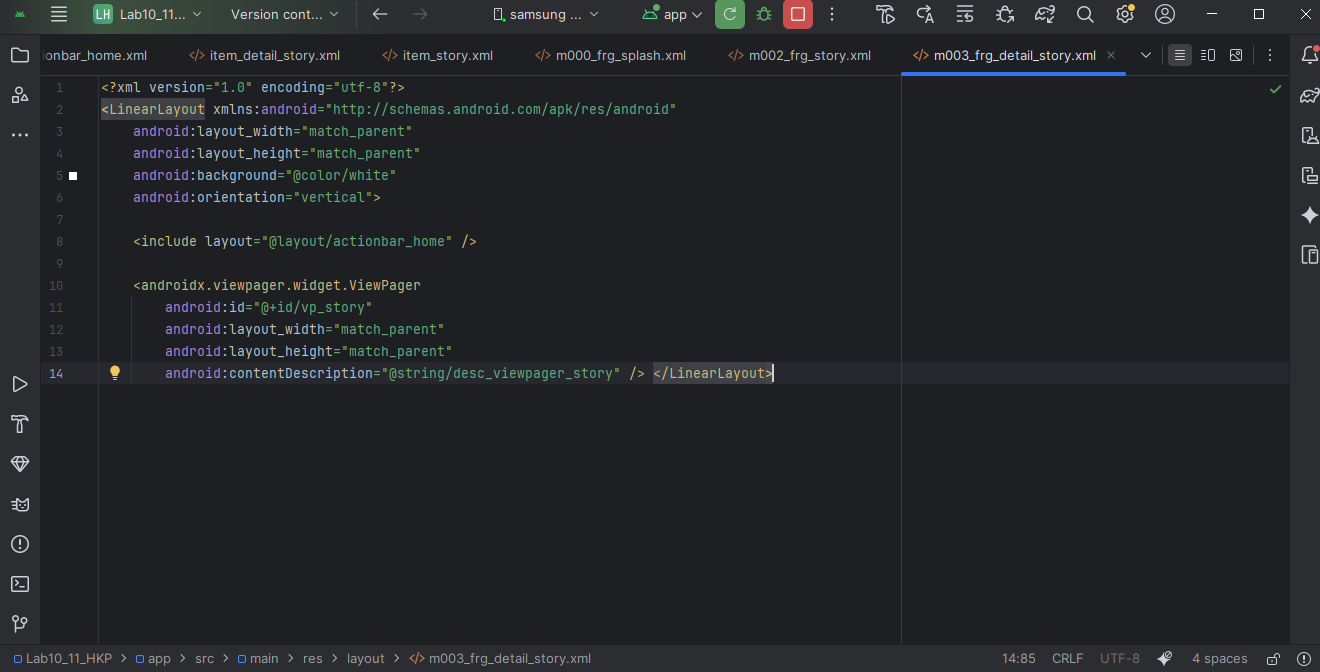 LH Lab10_11... Version cont... samsung ... app
ionbar_home.xml </> item_detail_story.xml </> item_story.xml </> m000_frg_splash.xml </> m002_frg_story.xml </> m003_frg_detail_story.xml
1 <?xml version="1.0" encoding="utf-8"?>
2 <LinearLayout xmlns:android="http://schemas.android.com/apk/res/android"
3 android:layout_width="match_parent"
4 android:layout_height="match_parent"
5 android:background="@color/white"
6 android:orientation="vertical">
7
8 <include layout="@layout/actionbar_home" />
9
10 <androidx.viewpager.widget.ViewPager
11 android:id="@+id/vp_story"
12 android:layout_width="match_parent"
13 android:layout_height="match_parent"
14 android:contentDescription="@string/desc_viewpager_story" /> </LinearLayout>
Lab10_11_HKP > app > src > main > res > layout > </> m003_frg_detail_story.xml 14:85 CRLF UTF-8 4 spaces